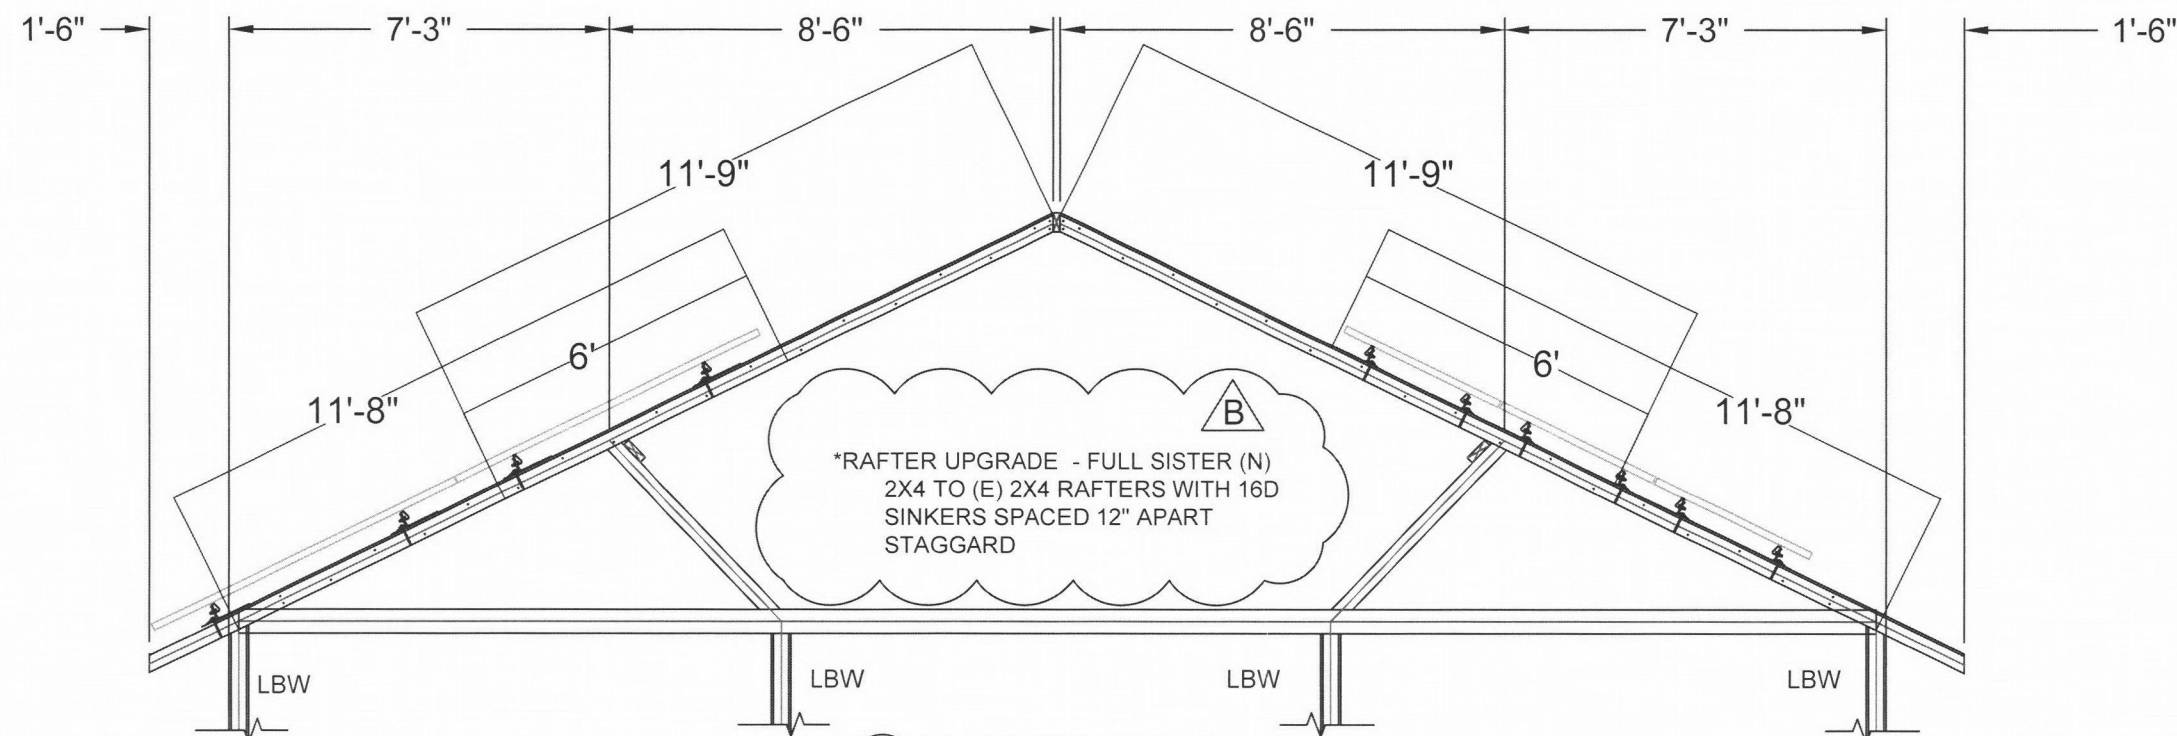 1'-6" 7'-3" 8'-6" 8'-6" 7'-3" 1'-6"
11'-9" 11'-9"
6' 6'
11'-8" 11'-8"
B
*RAFTER UPGRADE - FULL SISTER (N)
2X4 TO (E) 2X4 RAFTERS WITH 16D
SINKERS SPACED 12" APART
STAGGARD
LBW LBW LBW LBW